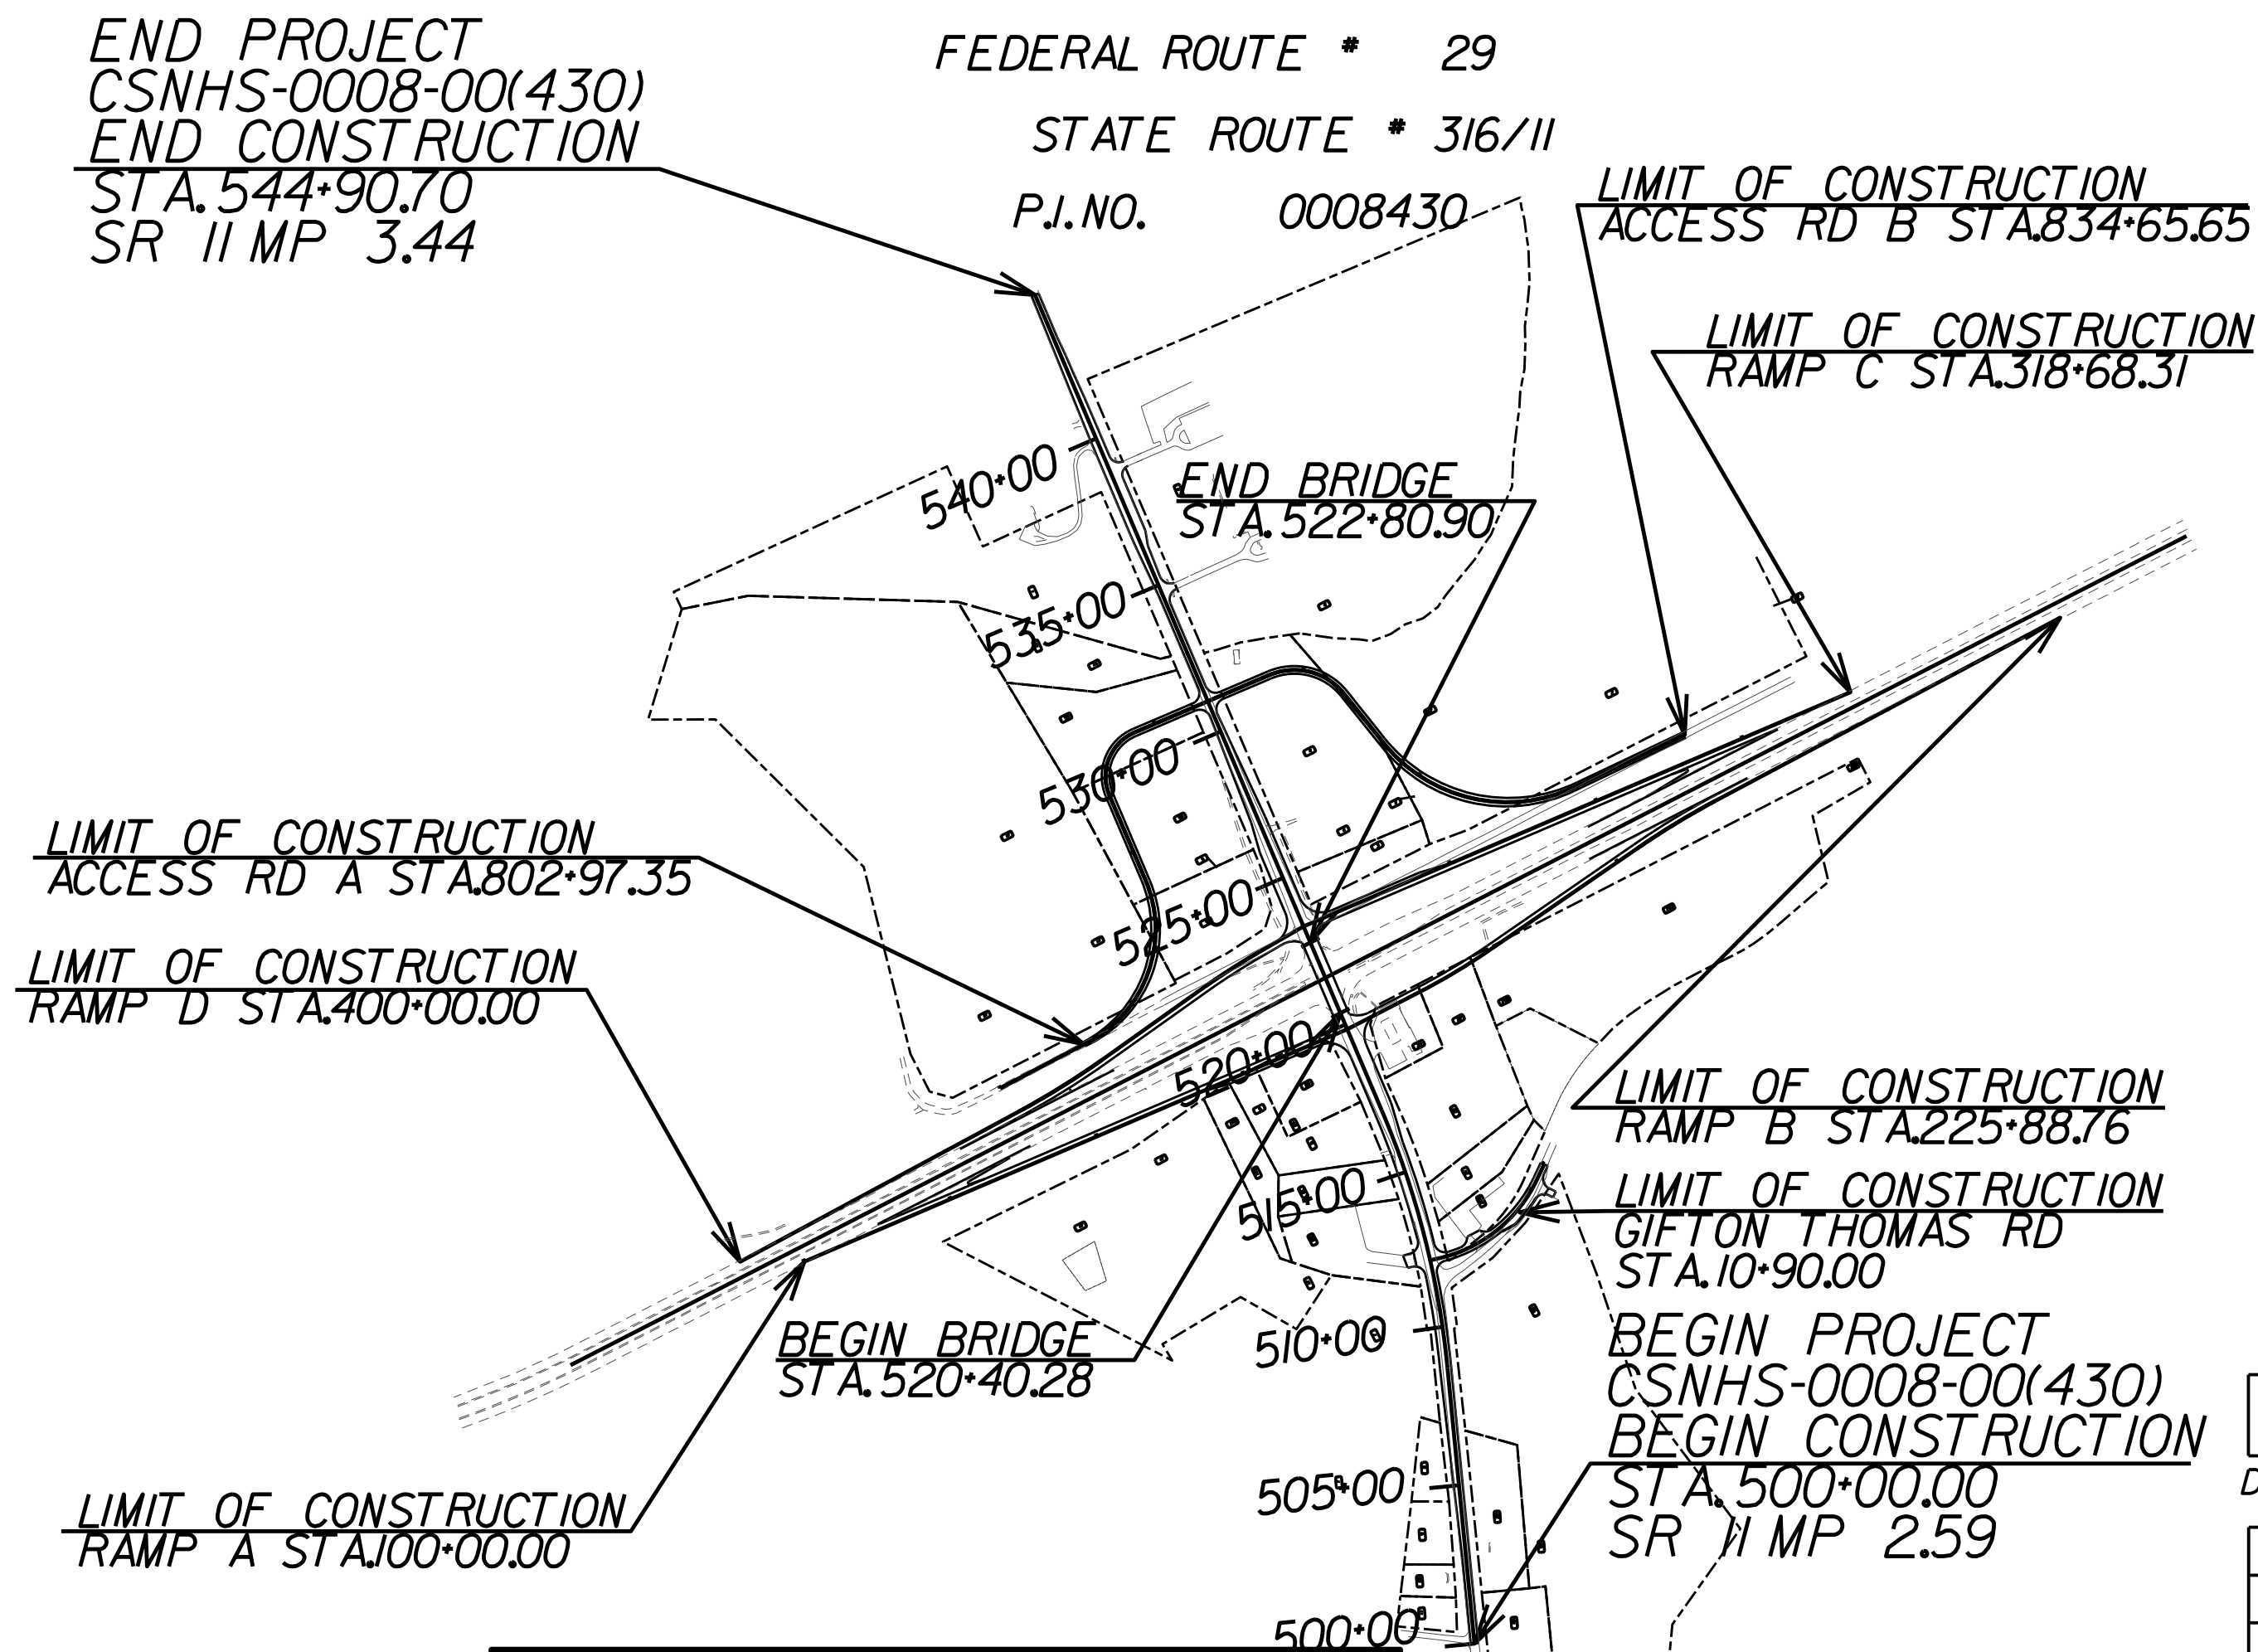 END PROJECT
CSNHS-0008-00(430)
END CONSTRUCTION
STA. 544+90.70
SR 11 MP 3.44
FEDERAL ROUTE # 29
STATE ROUTE # 316/11
P.I. NO. 0008430
LIMIT OF CONSTRUCTION
ACCESS RD B STA. 834+65.65
LIMIT OF CONSTRUCTION
RAMP C STA. 318+68.31
540+00
END BRIDGE
STA. 522+80.90
535+00
530+00
LIMIT OF CONSTRUCTION
ACCESS RD A STA. 802+97.35
525+00
LIMIT OF CONSTRUCTION
RAMP D STA. 400+00.00
520+00
LIMIT OF CONSTRUCTION
RAMP B STA. 225+88.76
515+00
LIMIT OF CONSTRUCTION
GIFTON THOMAS RD
STA. 10+90.00
BEGIN BRIDGE
STA. 520+40.28
510+00
BEGIN PROJECT
CSNHS-0008-00(430)
BEGIN CONSTRUCTION
STA. 500+00.00
SR 11 MP 2.59
505+00
LIMIT OF CONSTRUCTION
RAMP A STA. 100+00.00
500+00